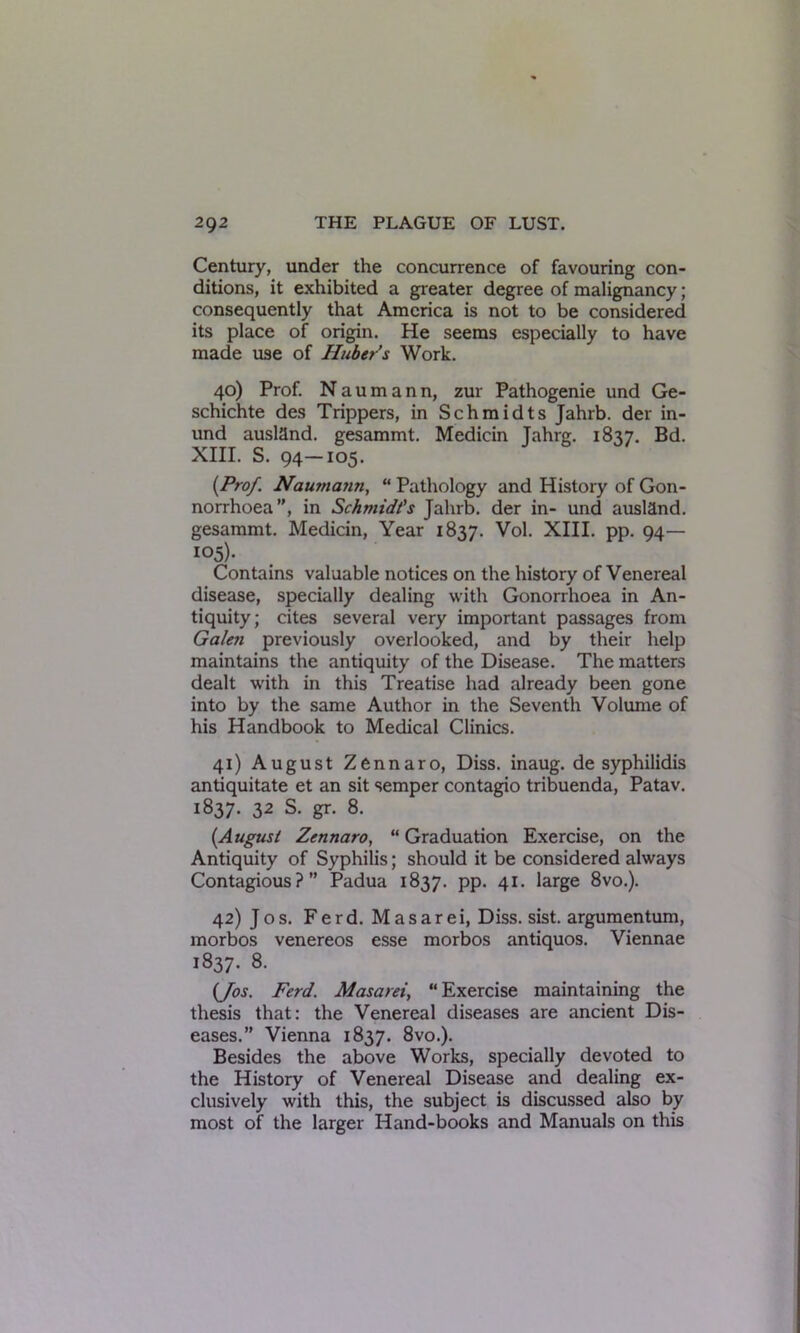 292 THE PLAGUE OF LUST.
Century, under the concurrence of favouring con-
ditions, it exhibited a greater degree of malignancy;
consequently that America is not to be considered
its place of origin. He seems especially to have
made use of Huber's Work.
40) Prof. Naumann, zur Pathogenie und Ge-
schichte des Trippers, in Schmidts Jahrb. der in-
und ausländ. gesammt. Medicin Jahrg. 1837. Bd.
XIII. S. 94—105.
(Prof. Naumann, “Pathology and History of Gon-
norrhoea”, in Schmidt's Jahrb. der in- und ausländ.
gesammt. Medicin, Year 1837. Vol. XIII. pp. 94—
105).
Contains valuable notices on the history of Venereal
disease, specially dealing with Gonorrhoea in An-
tiquity; cites several very important passages from
Galen previously overlooked, and by their help
maintains the antiquity of the Disease. The matters
dealt with in this Treatise had already been gone
into by the same Author in the Seventh Volume of
his Handbook to Medical Clinics.
41) August Zénnaro, Diss. inaug. de syphilidis
antiquitate et an sit semper contagio tribuenda, Patav.
1837. 32 S. gr. 8.
(August Zennaro, “Graduation Exercise, on the
Antiquity of Syphilis; should it be considered always
Contagious?” Padua 1837. pp. 41. large 8vo.).
42) Jos. Ferd. Masarei, Diss. sist. argumentum,
morbos venereos esse morbos antiquos. Viennae
1837. 8.
(Jos. Ferd. Masarei, “Exercise maintaining the
thesis that: the Venereal diseases are ancient Dis-
eases.” Vienna 1837. 8vo.).
Besides the above Works, specially devoted to
the History of Venereal Disease and dealing ex-
clusively with this, the subject is discussed also by
most of the larger Hand-books and Manuals on this